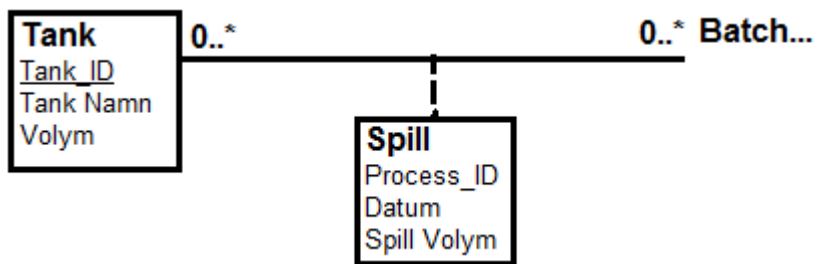 Tank
Tank_ID
Tank Namn
Volym
0..*
0..* Batch...
Spill
Process_ID
Datum
Spill Volym